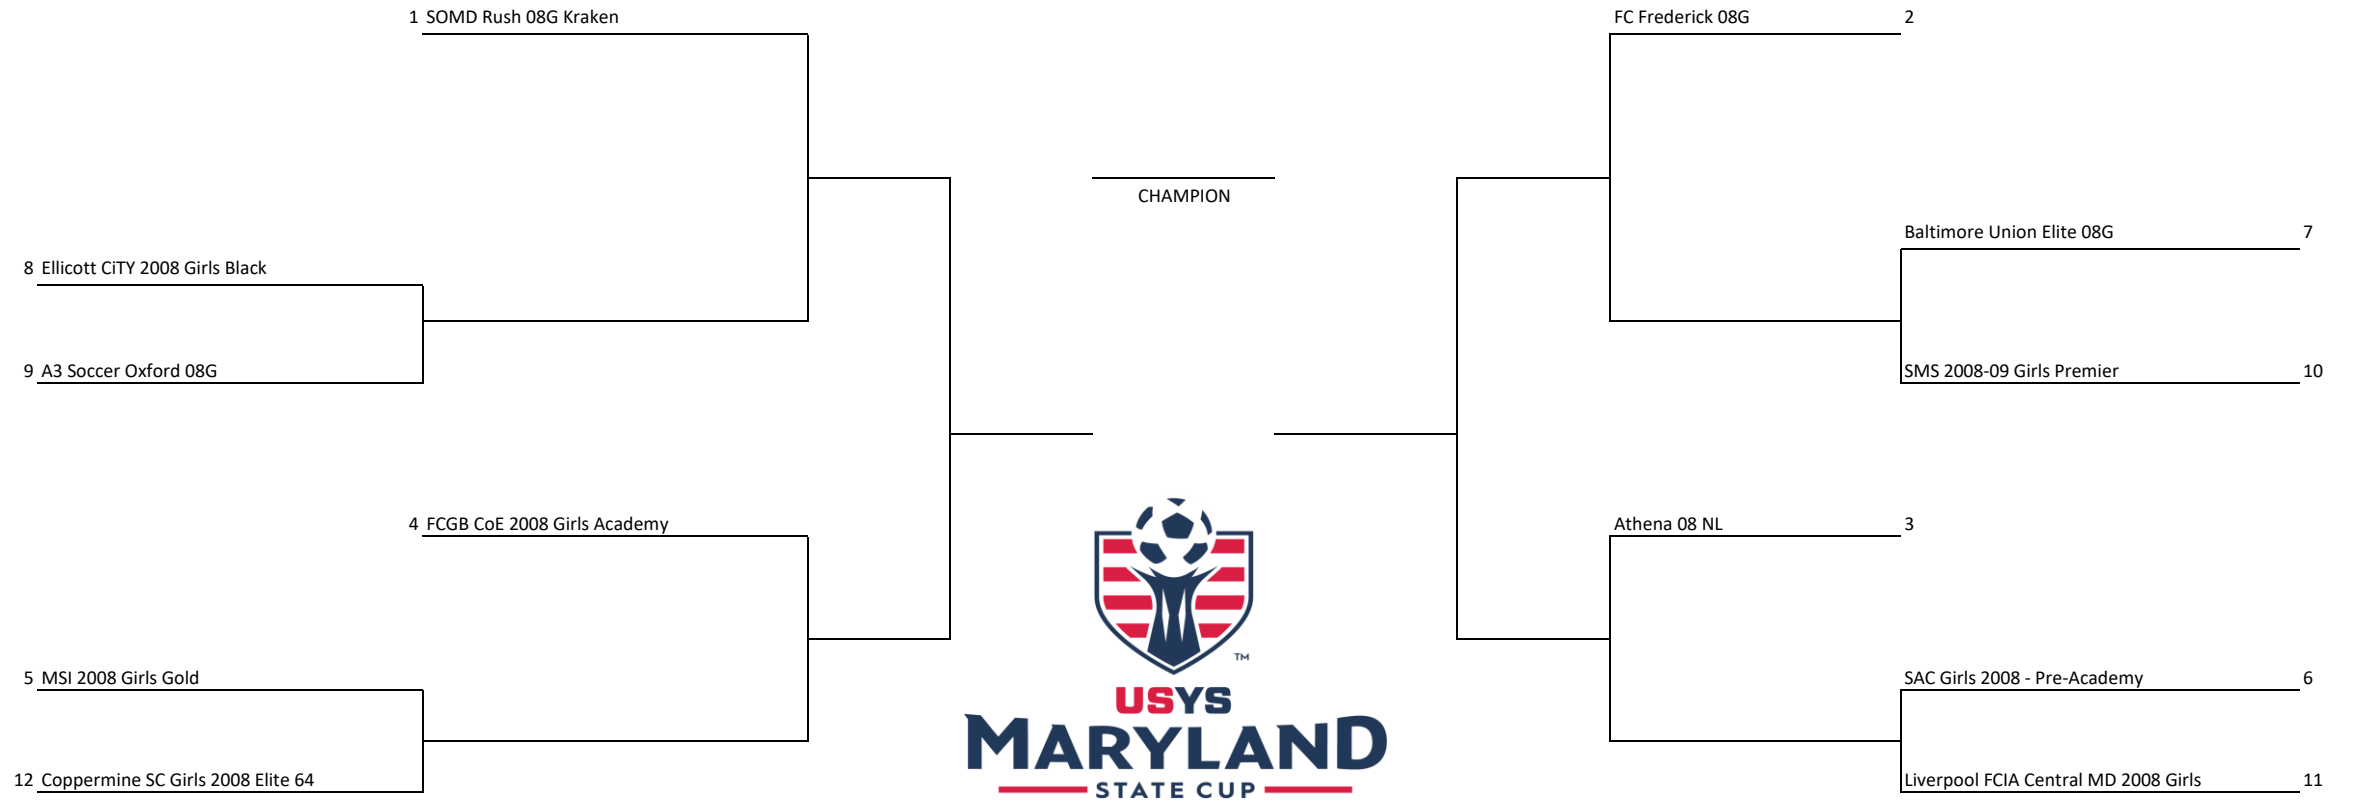 1 SOMD Rush 08G Kraken
FC Frederick 08G 2
CHAMPION
Baltimore Union Elite 08G 7
8 Ellicott CiTY 2008 Girls Black
9 A3 Soccer Oxford 08G
SMS 2008-09 Girls Premier 10
4 FCGB CoE 2008 Girls Academy
Athena 08 NL 3
TM
5 MSI 2008 Girls Gold
SAC Girls 2008 - Pre-Academy 6
USYS
MARYLAND
STATE CUP
12 Coppermine SC Girls 2008 Elite 64
Liverpool FCIA Central MD 2008 Girls 11